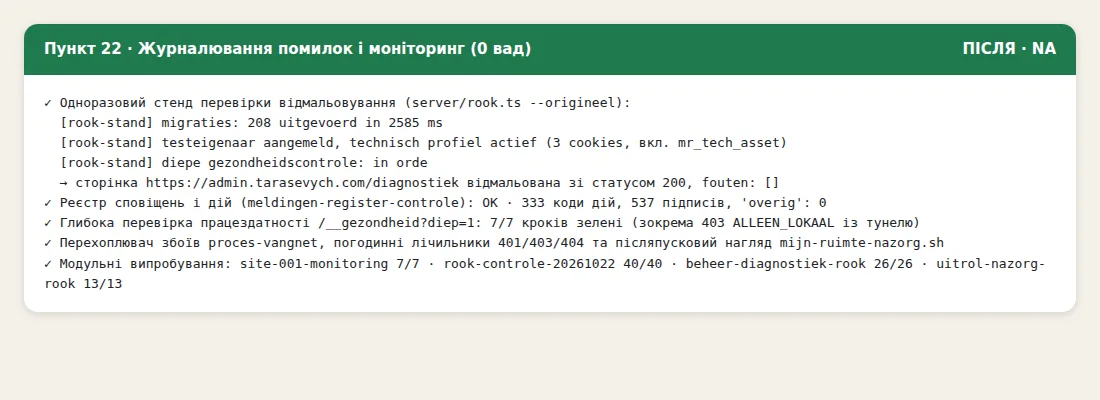 Пункт 22 · Журналювання помилок і моніторинг (0 вад)
ПІСЛЯ · NA
✓ Одноразовий стенд перевірки відмальовування (server/rook.ts --origineel):
[rook-stand] migraties: 208 uitgevoerd in 2585 ms
[rook-stand] testeigenaar aangemeld, technisch profiel actief (3 cookies, вкл. mr_tech_asset)
[rook-stand] diepe gezondheidscontrole: in orde
→ сторінка https://admin.tarasevych.com/diagnostiek відмальована зі статусом 200, fouten: []
✓ Реєстр сповіщень і дій (meldingen-register-controle): OK · 333 коди дій, 537 підписів, 'overig': 0
✓ Глибока перевірка працездатності /__gezondheid?diep=1: 7/7 кроків зелені (зокрема 403 ALLEEN_LOKAAL із тунелю)
✓ Перехоплювач збоїв proces-vangnet, погодинні лічильники 401/403/404 та післяпусковий нагляд mijn-ruimte-nazorg.sh
✓ Модульні випробування: site-001-monitoring 7/7 · rook-controle-20261022 40/40 · beheer-diagnostiek-rook 26/26 · uitrol-nazorg-
rook 13/13